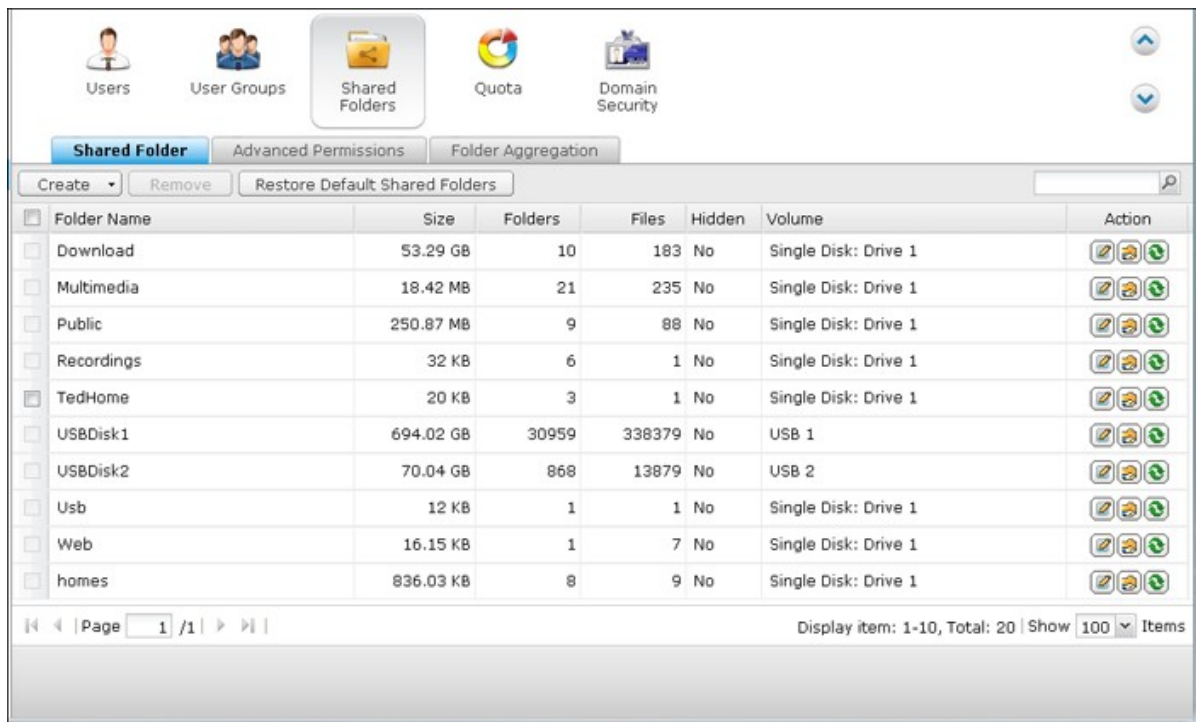 Users
User Groups
Shared Folders
Quota
Domain Security
Shared Folder Advanced Permissions Folder Aggregation
Create Remove Restore Default Shared Folders
Folder Name Size Folders Files Hidden Volume Action
Download 53.29 GB 10 183 No Single Disk: Drive 1
Multimedia 18.42 MB 21 235 No Single Disk: Drive 1
Public 250.87 MB 9 88 No Single Disk: Drive 1
Recordings 32 KB 6 1 No Single Disk: Drive 1
TedHome 20 KB 3 1 No Single Disk: Drive 1
USBDisk1 694.02 GB 30959 338379 No USB 1
USBDisk2 70.04 GB 868 13879 No USB 2
Usb 12 KB 1 1 No Single Disk: Drive 1
Web 16.15 KB 1 7 No Single Disk: Drive 1
homes 836.03 KB 8 9 No Single Disk: Drive 1
Page 1 /1 Display item: 1-10, Total: 20 Show 100 Items